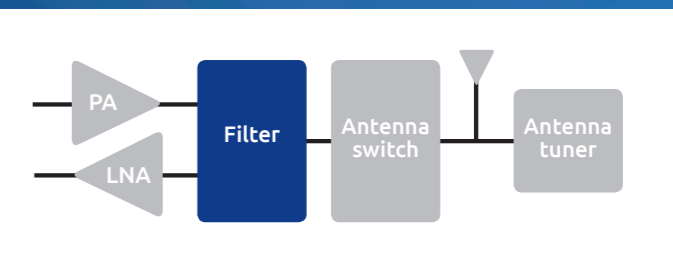 PA
LNA
Filter
Antenna
switch
Antenna
tuner